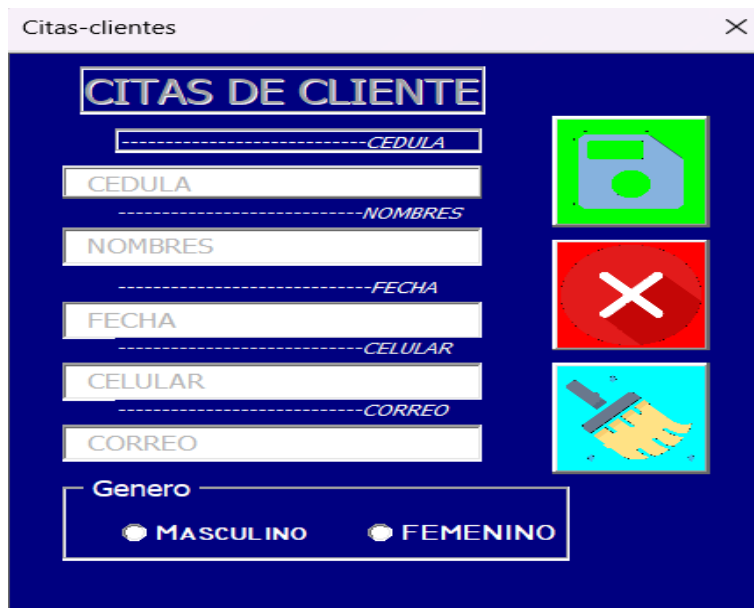 Citas-clientes
CITAS DE CLIENTE
----------------------------CEDULA
CEDULA
----------------------------NOMBRES
NOMBRES
-----------------------------FECHA
FECHA
----------------------------CELULAR
CELULAR
----------------------------CORREO
CORREO
Genero
MASCULINO FEMENINO